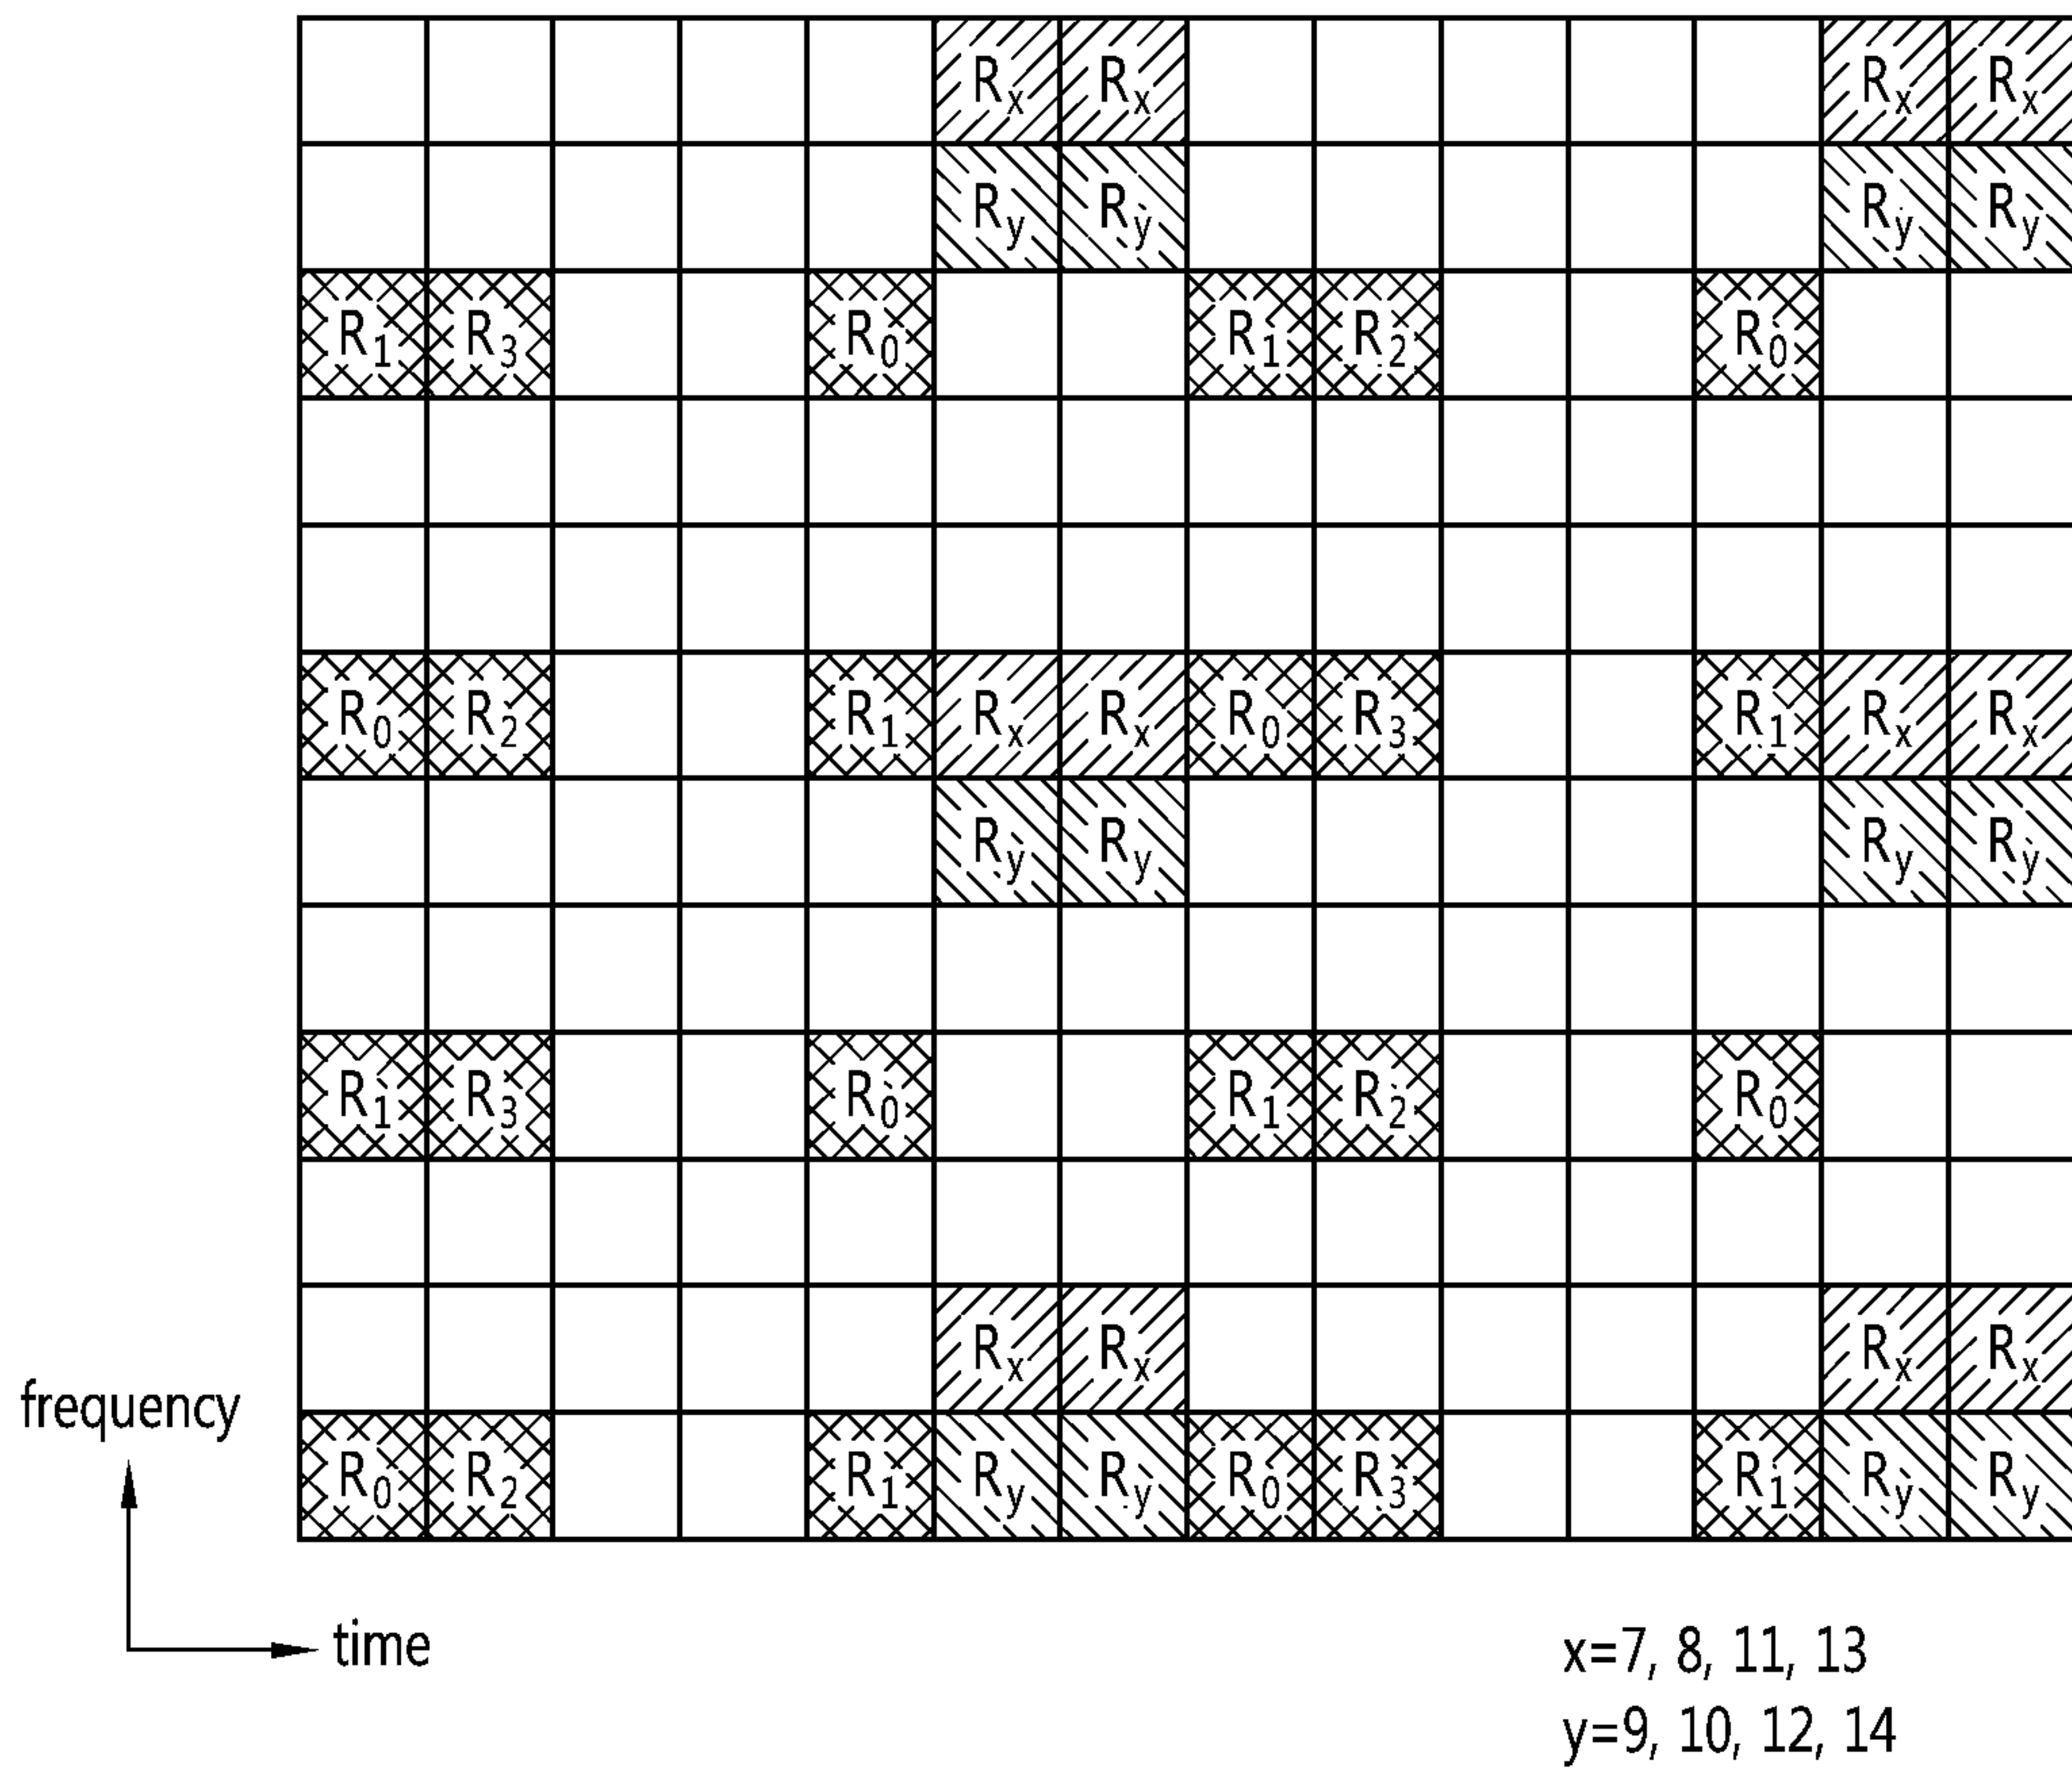 Rx Rx Rx Rx
Ry Ry Ry Ry
R1 R3 R0 R1 R2 R0
R0 R2 R1 Rx Rx R0 R3 R1 Rx Rx
Ry Ry Ry Ry
R1 R3 R0 R1 R2 R0
Rx Rx Rx Rx
R0 R2 R1 Ry Ry R0 R3 R1 Ry Ry
frequency
time
x=7, 8, 11, 13
y=9, 10, 12, 14